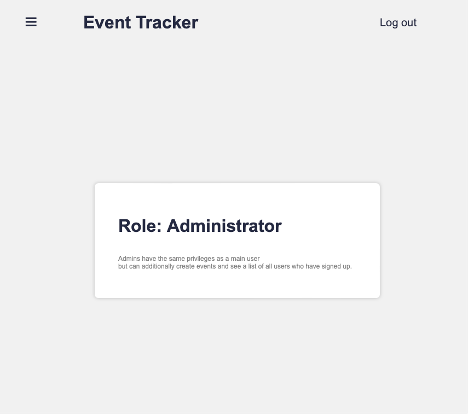 Event Tracker
Log out
Role: Administrator
Admins have the same privileges as a main user
but can additionally create events and see a list of all users who have signed up.